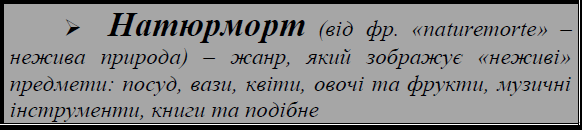 ➢ Натюрморт (від фр. «naturemorte» –
нежива природа) – жанр, який зображує «неживі»
предмети: посуд, вази, квіти, овочі та фрукти, музичні
інструменти, книги та подібне